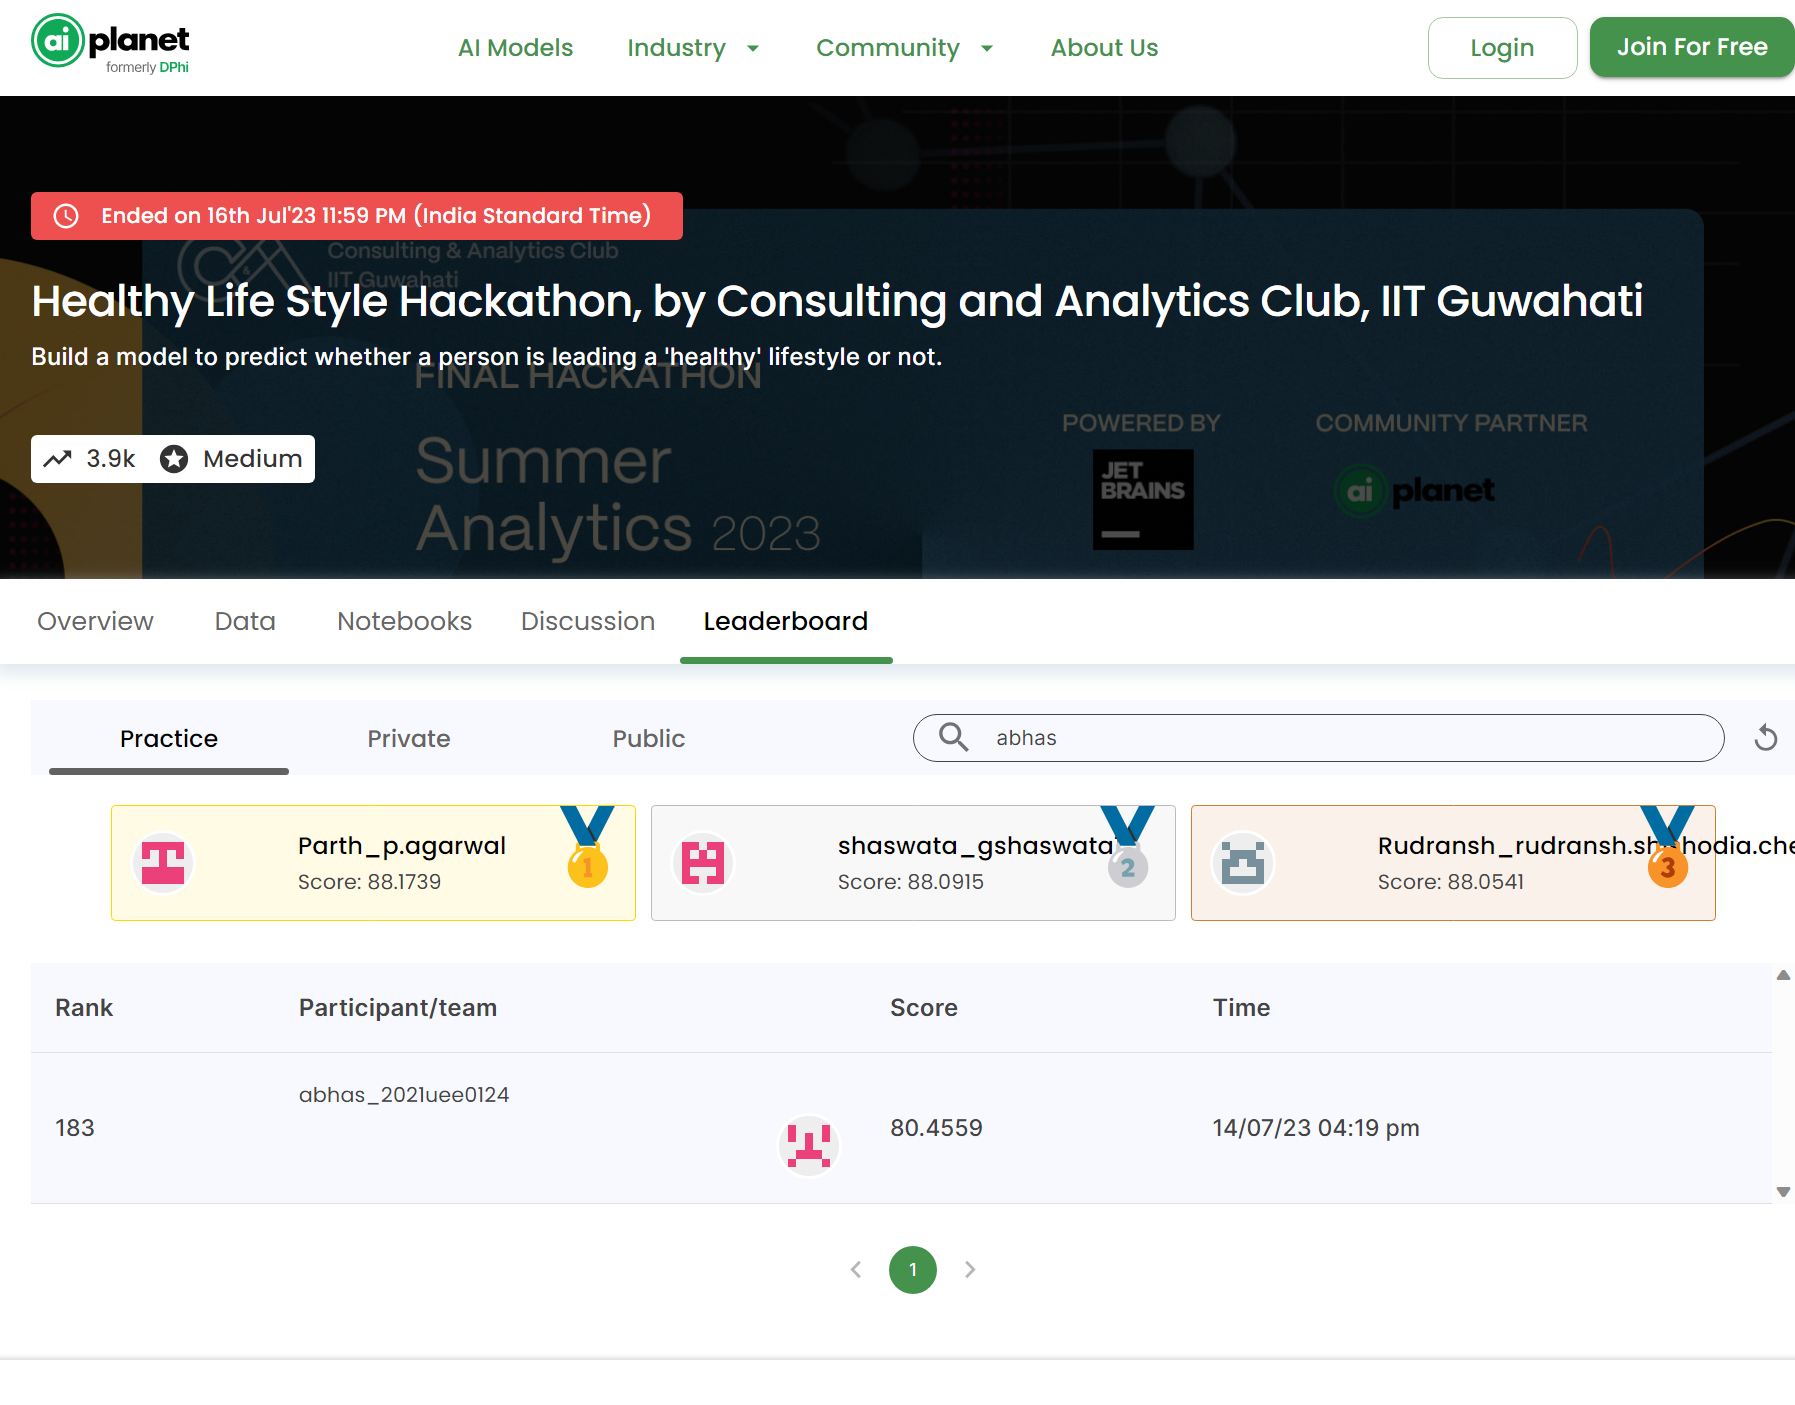 ai planet
formerly DPhi
AI Models
Industry
Community
About Us
Login
Join For Free
Ended on 16th Jul'23 11:59 PM (India Standard Time)
C&A
Consulting & Analytics Club
IIT Guwahati
Healthy Life Style Hackathon, by Consulting and Analytics Club, IIT Guwahati
Build a model to predict whether a person is leading a 'healthy' lifestyle or not.
FINAL HACKATHON
Summer
Analytics 2023
POWERED BY
JET
BRAINS
COMMUNITY PARTNER
ai planet
3.9k
Medium
Overview
Data
Notebooks
Discussion
Leaderboard
Practice
Private
Public
abhas
Parth_p.agarwal
Score: 88.1739
1
shaswata_gshaswata
Score: 88.0915
2
Score: 88.0541
3
Rank
Participant/team
Score
Time
183
abhas_2021uee0124
80.4559
14/07/23 04:19 pm
1